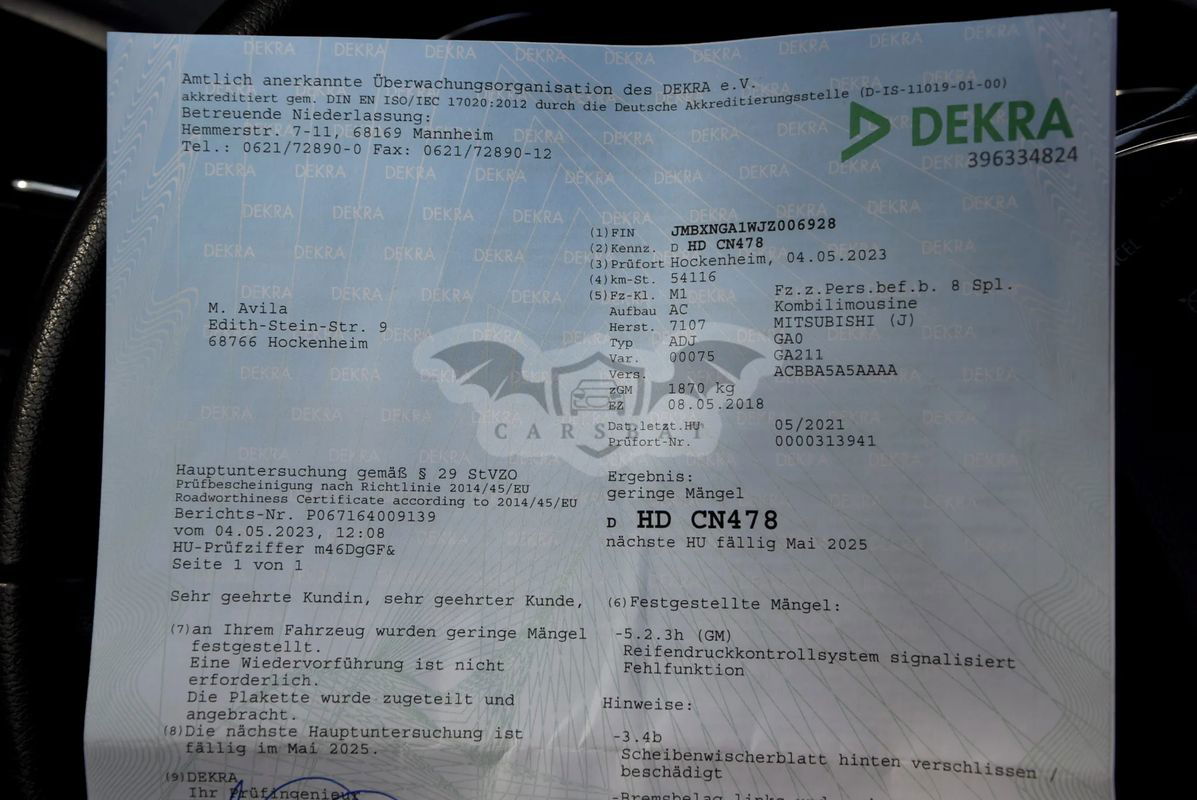 Amtlich anerkannte Überwachungsorganisation des DEKRA e.V.
akkreditiert gem. DIN EN ISO/IEC 17020:2012 durch die Deutsche Akkreditierungsstelle (D-IS-11019-01-00)
Betreuende Niederlassung:
Hemmerstr. 7-11, 68169 Mannheim
Tel.: 0621/72890-0 Fax: 0621/72890-12
DEKRA
396334824
(1)FIN JMBXNGA1WJZ006928
(2)Kennz. D HD CN478
(3)Prüfort Hockenheim, 04.05.2023
(4)km-St. 54116
(5)Fz-Kl. M1 Fz.z.Pers.bef.b. 8 Spl.
Aufbau AC Kombilimousine
Herst. 7107 MITSUBISHI (J)
Typ ADJ GA0
Var. 00075 GA211
Vers. ACBBA5A5AAAA
zGM 1870 kg
EZ 08.05.2018
Dat.letzt.HU 05/2021
Prüfort-Nr. 0000313941
M. Avila
Edith-Stein-Str. 9
68766 Hockenheim
CARSBAT
Hauptuntersuchung gemäß § 29 StVZO
Prüfbescheinigung nach Richtlinie 2014/45/EU
Roadworthiness Certificate according to 2014/45/EU
Berichts-Nr. P067164009139
vom 04.05.2023, 12:08
HU-Prüfziffer m46DgGF&
Seite 1 von 1
Ergebnis:
geringe Mängel
D HD CN478
nächste HU fällig Mai 2025
Sehr geehrte Kundin, sehr geehrter Kunde,
(7)an Ihrem Fahrzeug wurden geringe Mängel
festgestellt.
Eine Wiedervorführung ist nicht
erforderlich.
Die Plakette wurde zugeteilt und
angebracht.
(8)Die nächste Hauptuntersuchung ist
fällig im Mai 2025.
(9)DEKRA
Ihr Prüfingenieur
(6)Festgestellte Mängel:
-5.2.3h (GM)
Reifendruckkontrollsystem signalisiert
Fehlfunktion
Hinweise:
-3.4b
Scheibenwischerblatt hinten verschlissen /
beschädigt
-Bremsbelag links und